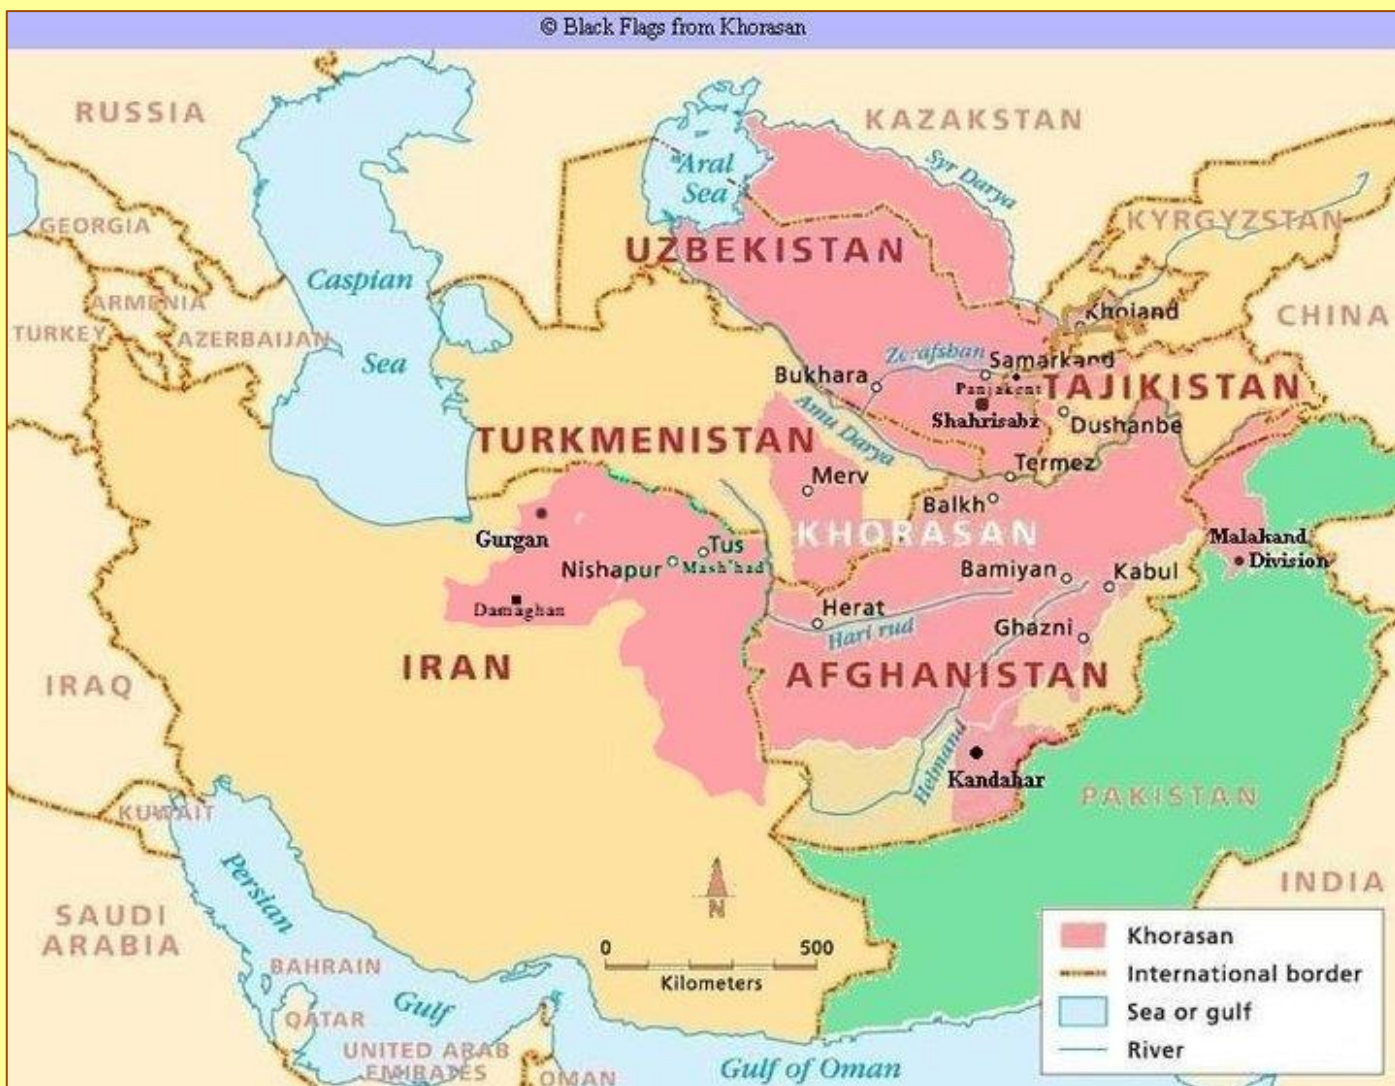 © Black Flags from Khorasan
RUSSIA
KAZAKSTAN
Aral
Sea
Syr Darya
KYRGYZSTAN
GEORGIA
UZBEKISTAN
Caspian
Sea
ARMENIA
TURKEY
AZERBAIJAN
CHINA
Khojand
Zerafshan
Samarkand
Bukhara
Panjakent
TAJIKISTAN
Shahrisabz
Dushanbe
Amu Darya
TURKMENISTAN
Termez
Merv
Balkh
KHORASAN
Gurgan
Tus
Nishapur
Mash'had
Malakand
Division
Bamiyan
Kabul
Damaghan
Herat
Hari rud
Ghazni
IRAN
AFGHANISTAN
IRAQ
Helmand
Kandahar
PAKISTAN
KUWAIT
Persian
Gulf
N
INDIA
SAUDI
ARABIA
0 500
Kilometers
BAHRAIN
QATAR
UNITED ARAB
EMIRATES
OMAN
Gulf of Oman
Khorasan
International border
Sea or gulf
River